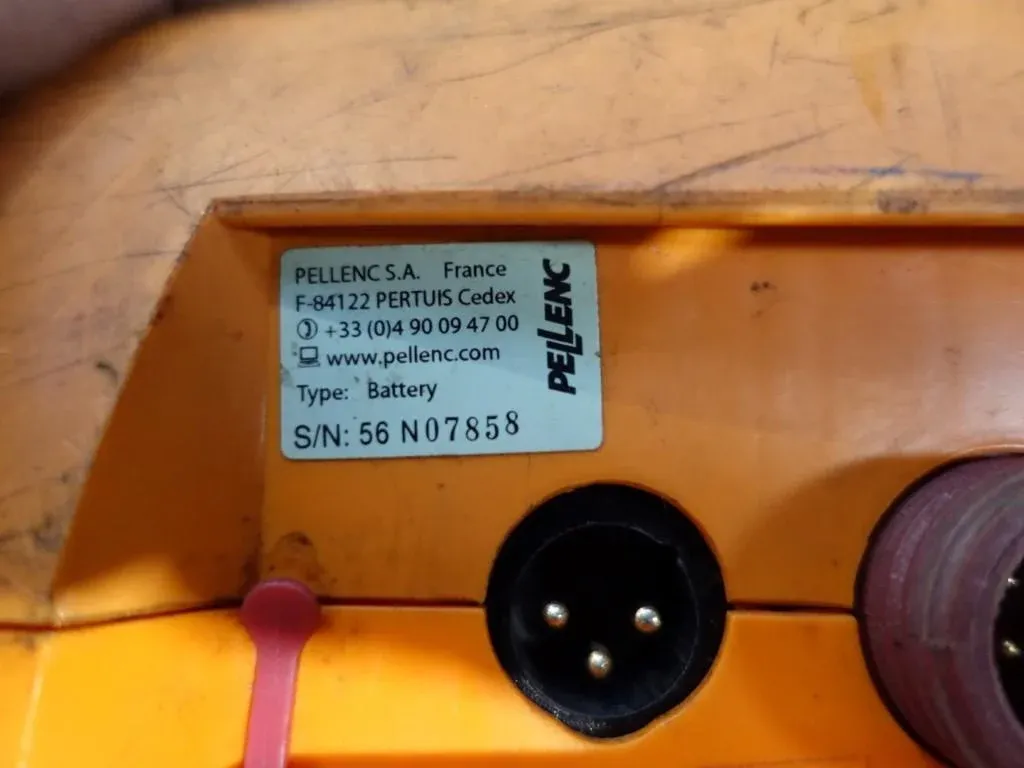 PELLENC S.A. France
F-84122 PERTUIS Cedex
+33 (0)4 90 09 47 00
www.pellenc.com
Type: Battery
S/N: 56 N07858
PELLENC